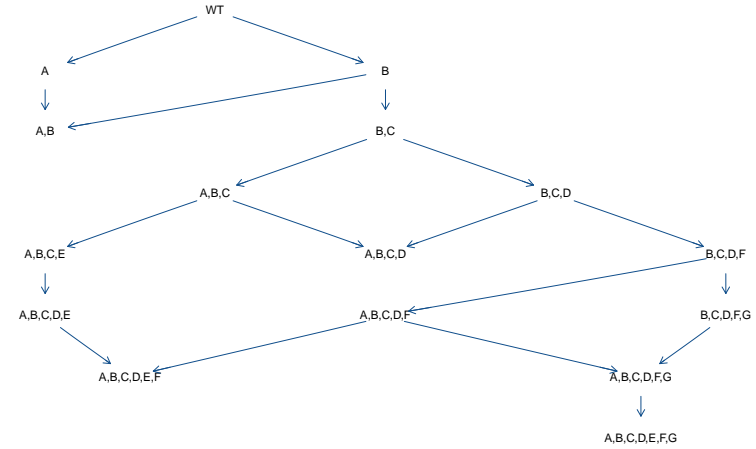 WT
A
B
A,B
B,C
A,B,C
B,C,D
A,B,C,E
A,B,C,D
B,C,D,F
A,B,C,D,E
A,B,C,D,F
B,C,D,F,G
A,B,C,D,E,F
A,B,C,D,F,G
A,B,C,D,E,F,G